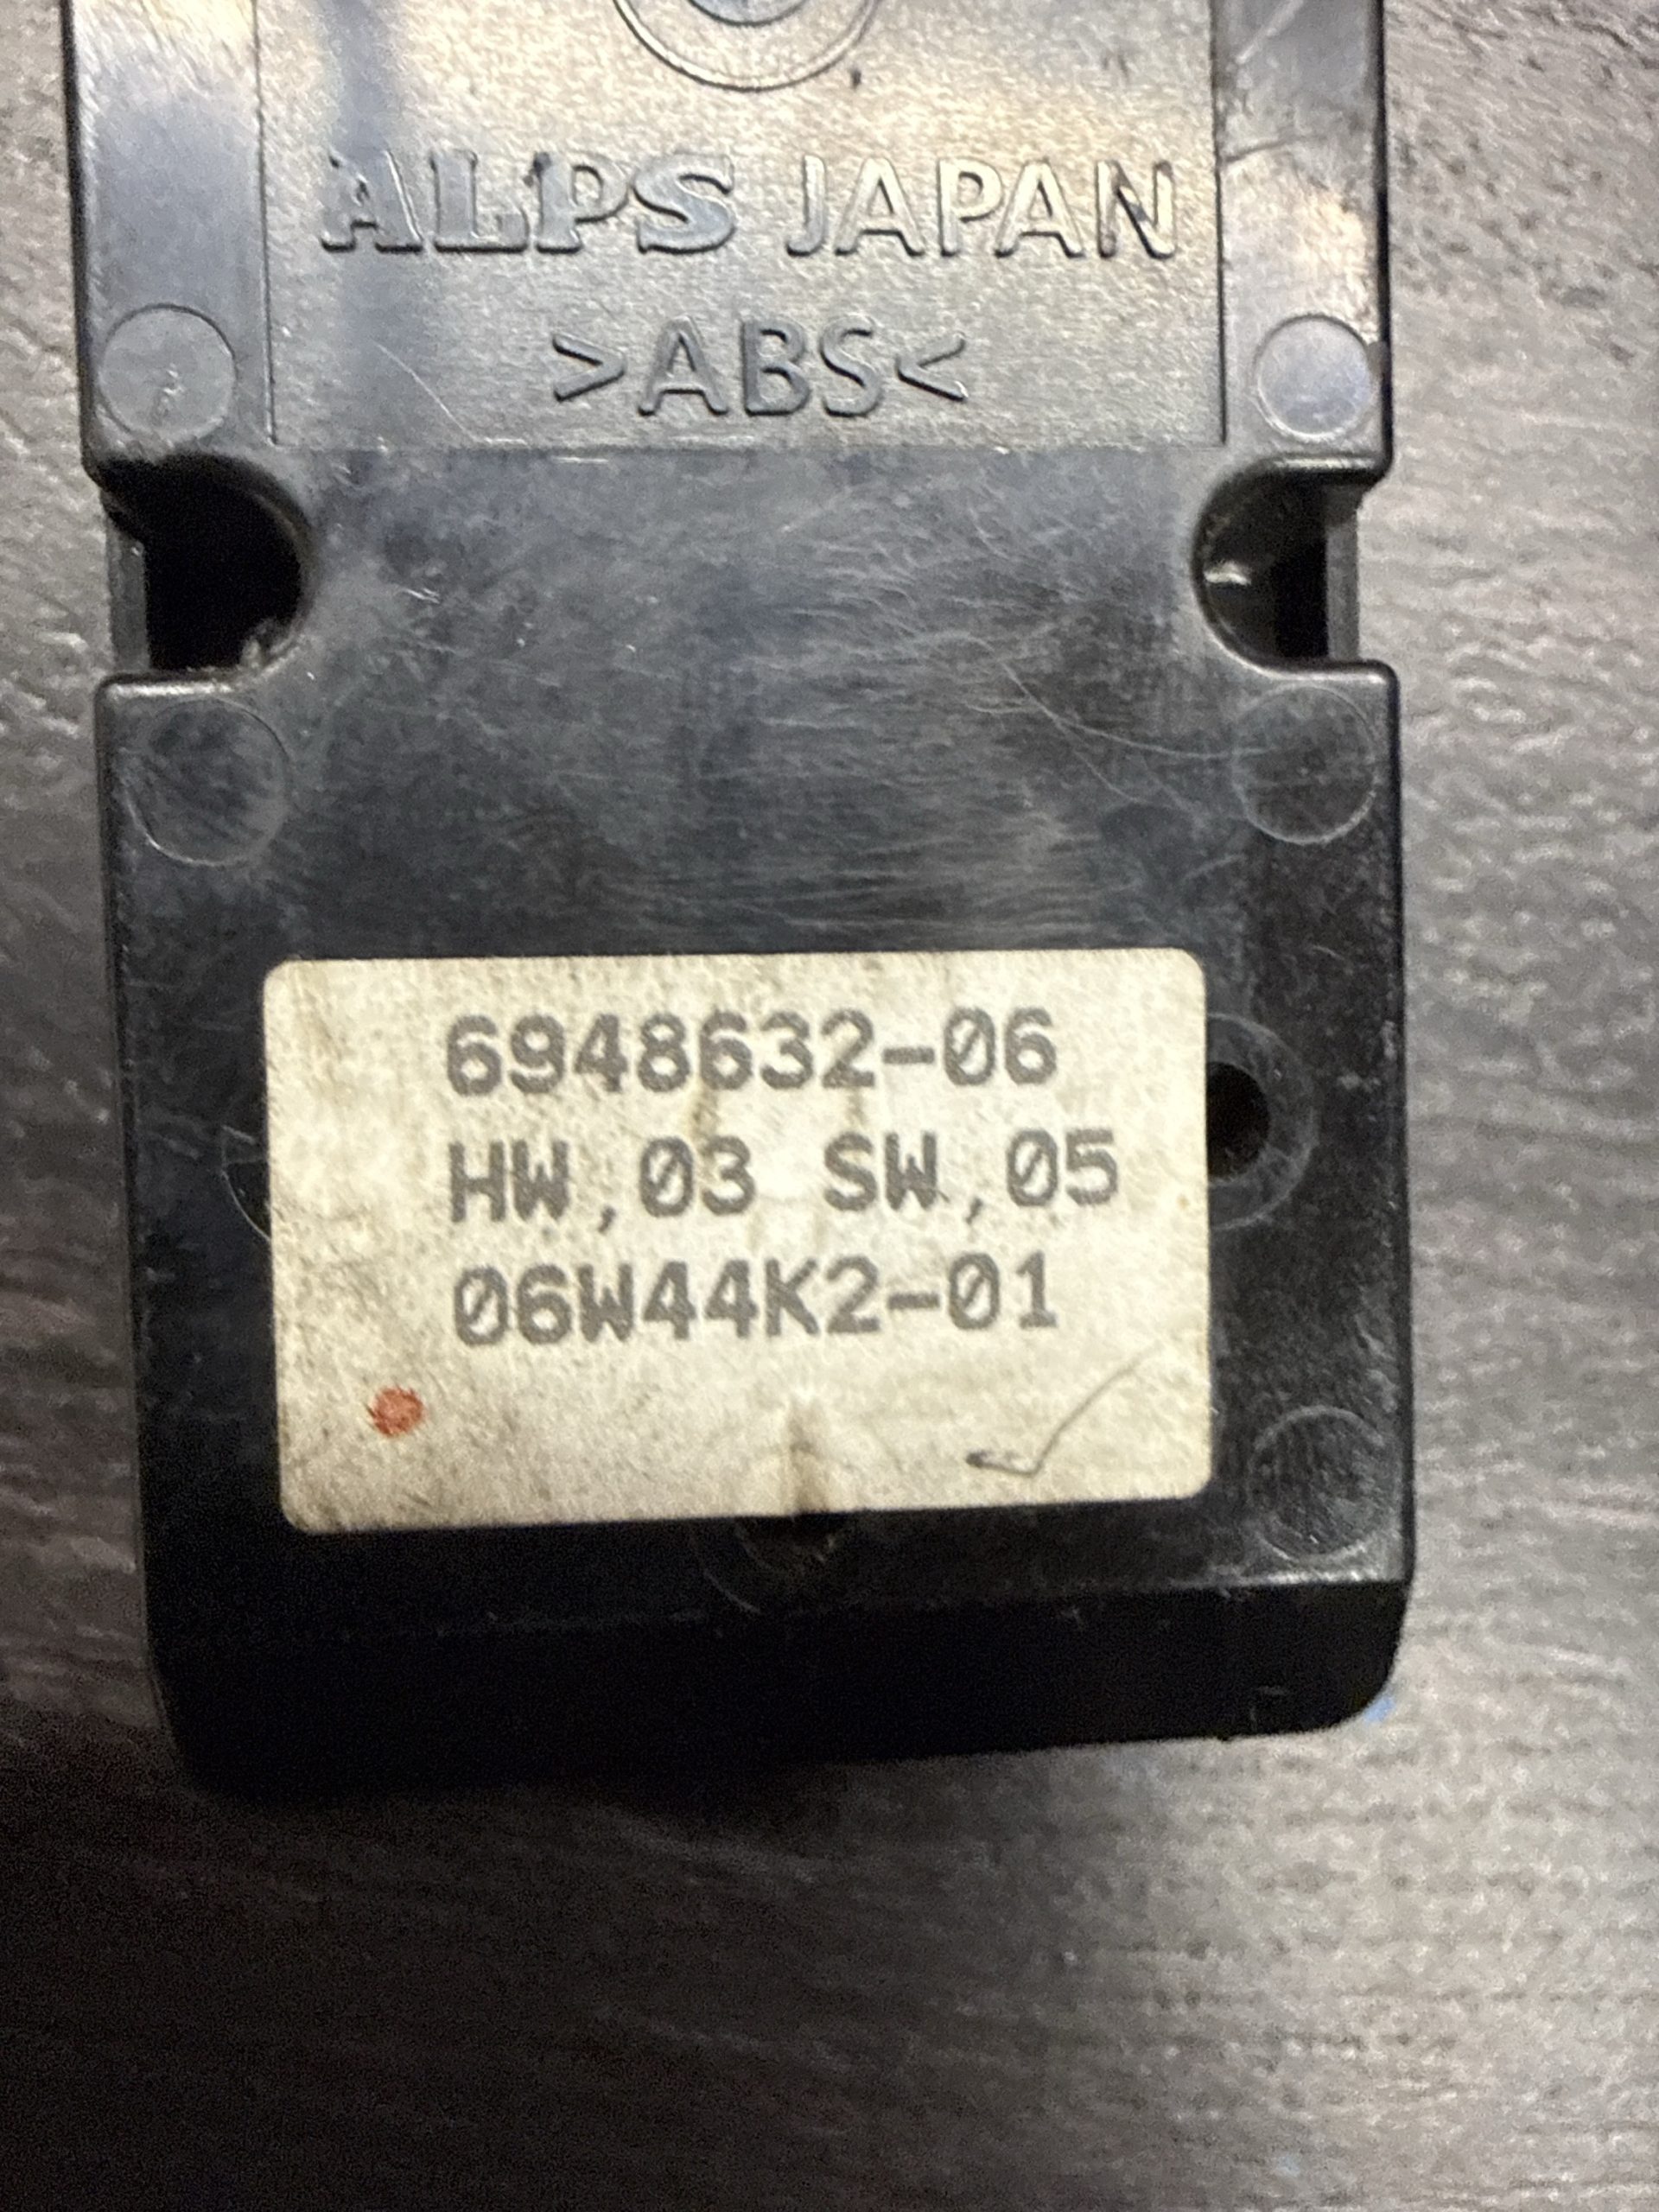 ALPS JAPAN
>ABS<
6948632-06
HW,03 SW,05
06W44K2-01